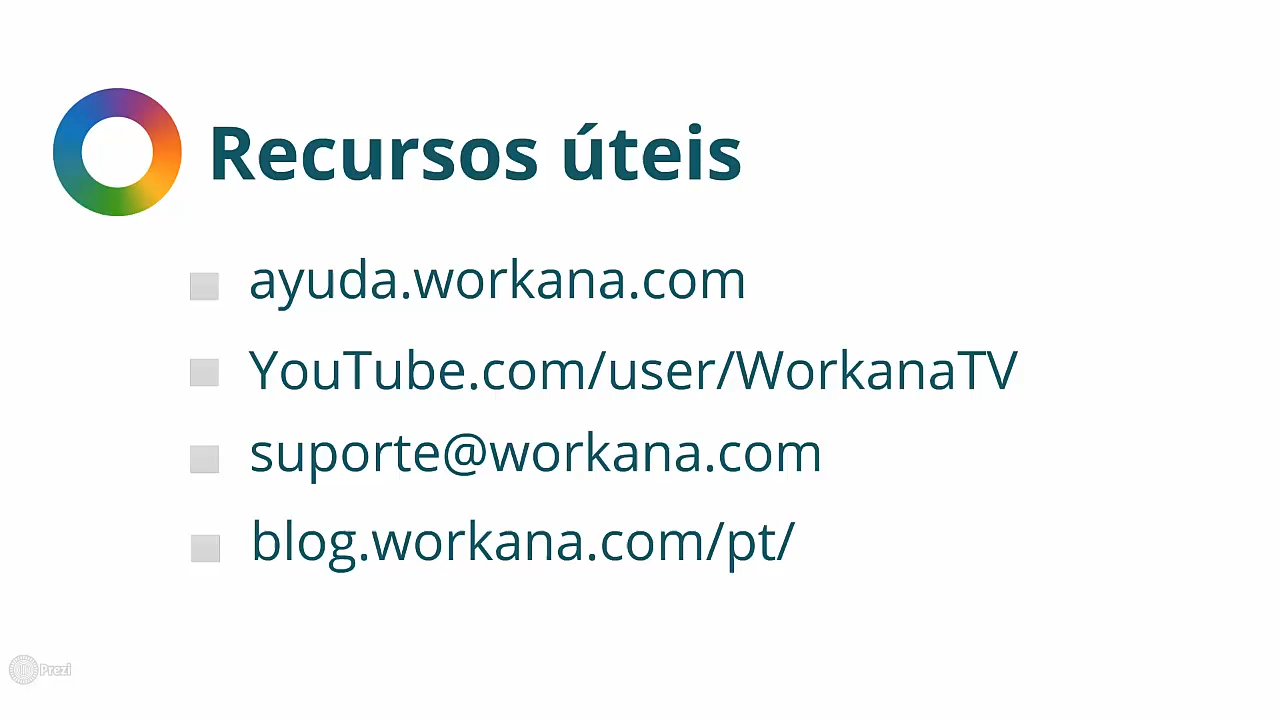 Recursos úteis
ayuda.workana.com
YouTube.com/user/WorkanaTV
suporte@workana.com
blog.workana.com/pt/
Prezi